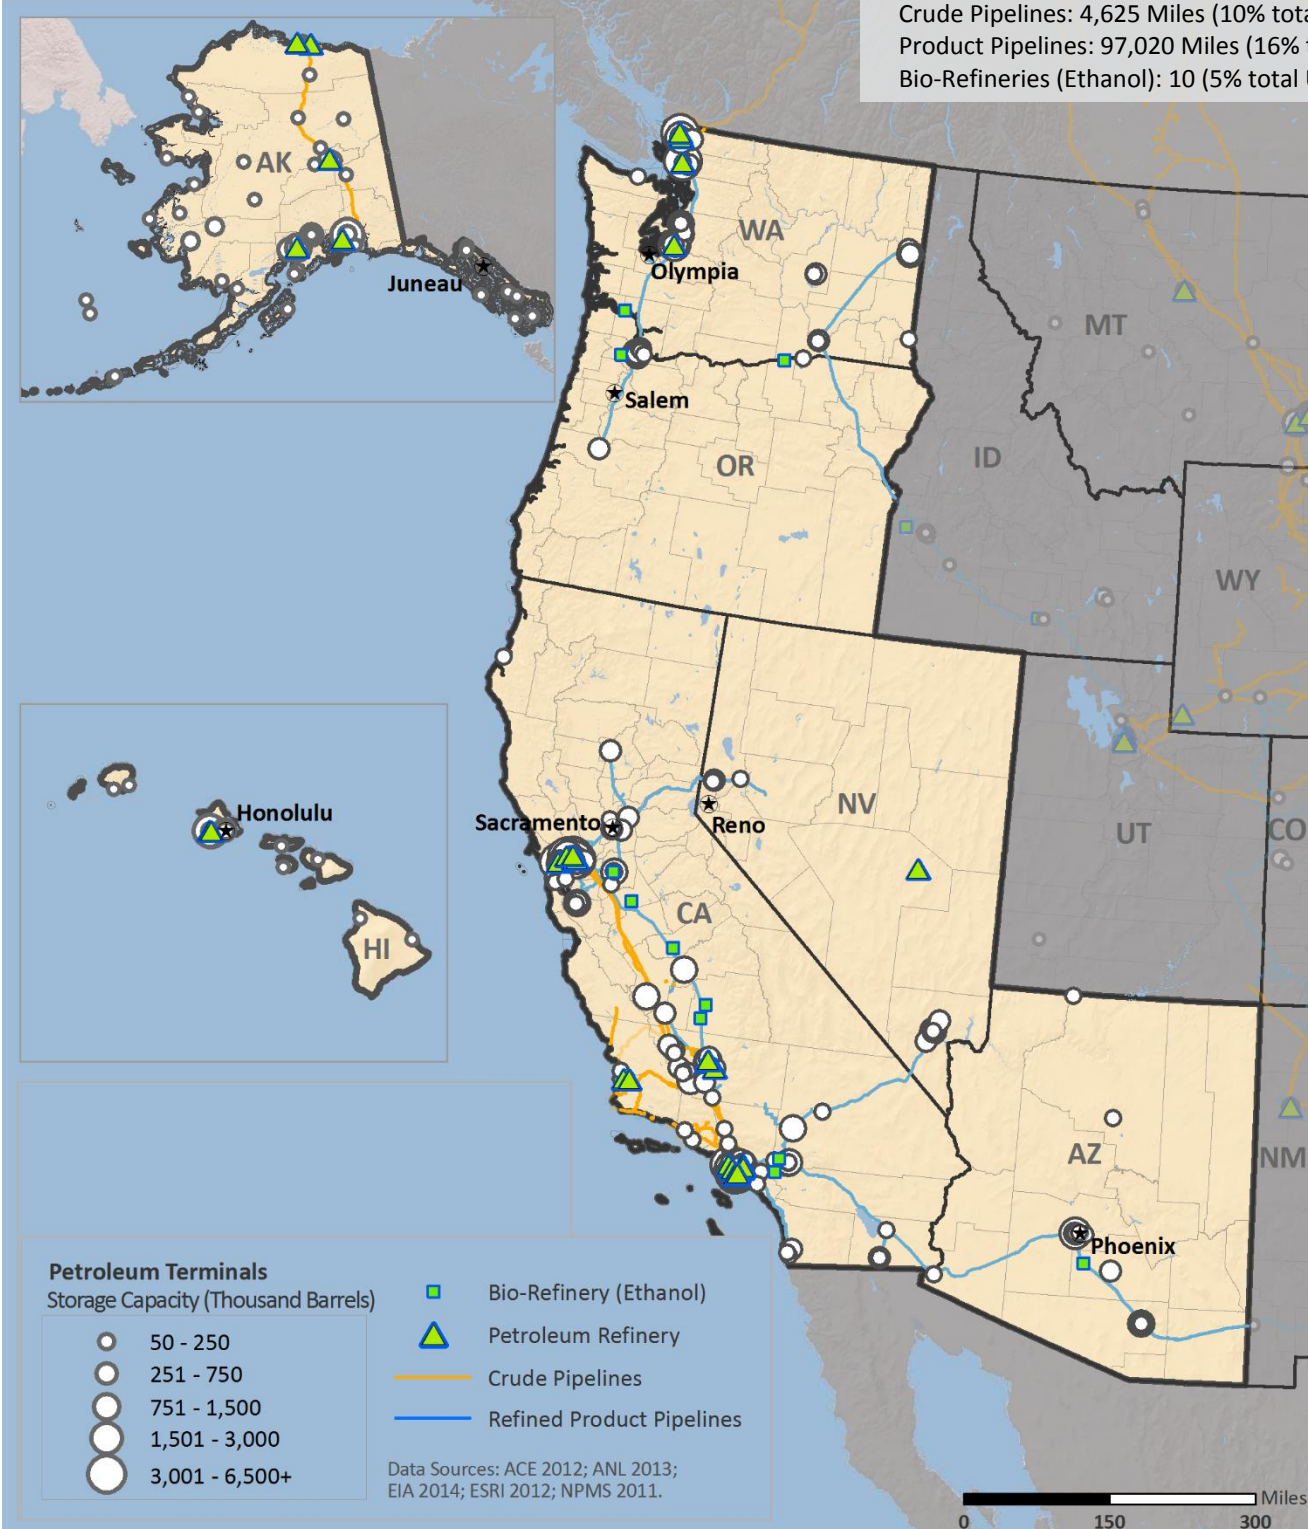 Crude Pipelines: 4,625 Miles (10% tota
Product Pipelines: 97,020 Miles (16%
Bio-Refineries (Ethanol): 10 (5% total
AK
Juneau
WA
Olympia
MT
Salem
OR
ID
WY
Honolulu
HI
Sacramento
Reno
NV
UT
CO
CA
AZ
NM
Phoenix
Petroleum Terminals
Storage Capacity (Thousand Barrels)
50 - 250
251 - 750
751 - 1,500
1,501 - 3,000
3,001 - 6,500+
Bio-Refinery (Ethanol)
Petroleum Refinery
Crude Pipelines
Refined Product Pipelines
Data Sources: ACE 2012; ANL 2013;
EIA 2014; ESRI 2012; NPMS 2011.
Miles
0 150 300